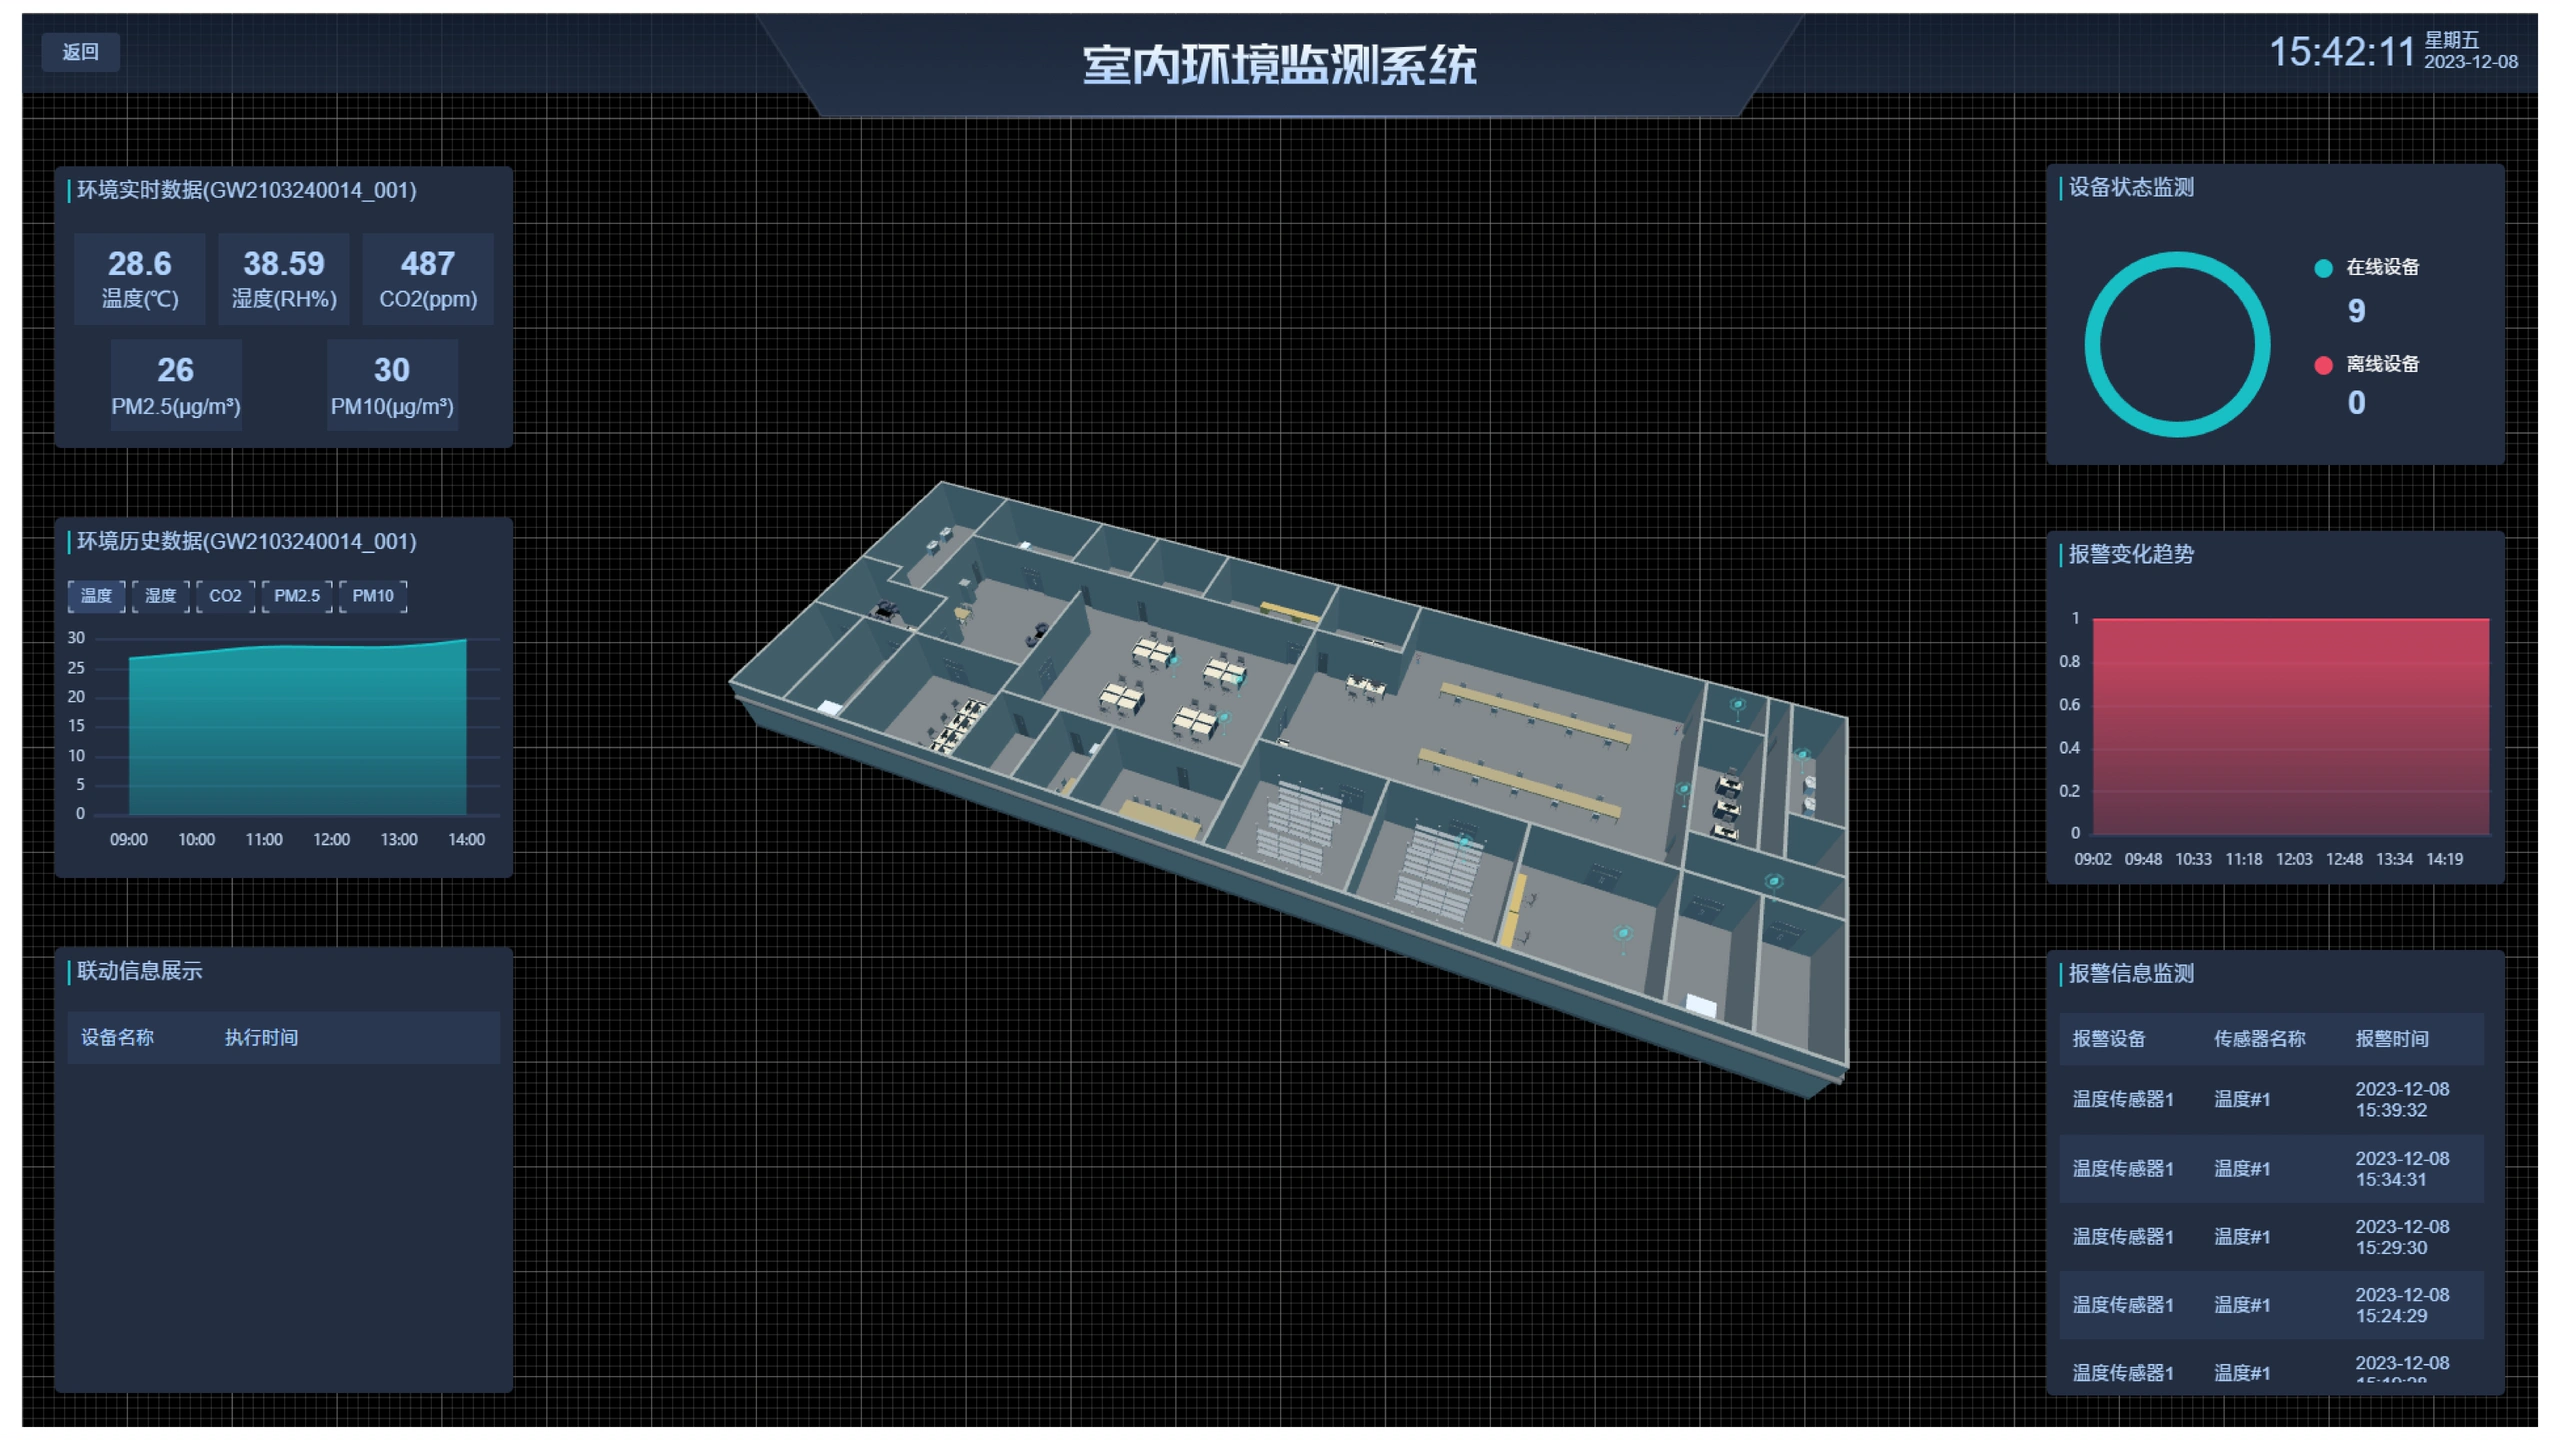 返回
室内环境监测系统
15:42:11
星期五
2023-12-08
环境实时数据(GW2103240014_001)
28.6
温度(℃)
38.59
湿度(RH%)
487
CO2(ppm)
26
PM2.5(μg/m³)
30
PM10(μg/m³)
环境历史数据(GW2103240014_001)
温度 湿度 CO2 PM2.5 PM10
30
25
20
15
10
5
0
09:00 10:00 11:00 12:00 13:00 14:00
联动信息展示
设备名称 执行时间
设备状态监测
在线设备
9
离线设备
0
报警变化趋势
1
0.8
0.6
0.4
0.2
0
09:02 09:48 10:33 11:18 12:03 12:48 13:34 14:19
报警信息监测
报警设备 传感器名称 报警时间
温度传感器1 温度#1 2023-12-08
15:39:32
温度传感器1 温度#1 2023-12-08
15:34:31
温度传感器1 温度#1 2023-12-08
15:29:30
温度传感器1 温度#1 2023-12-08
15:24:29
温度传感器1 温度#1 2023-12-08